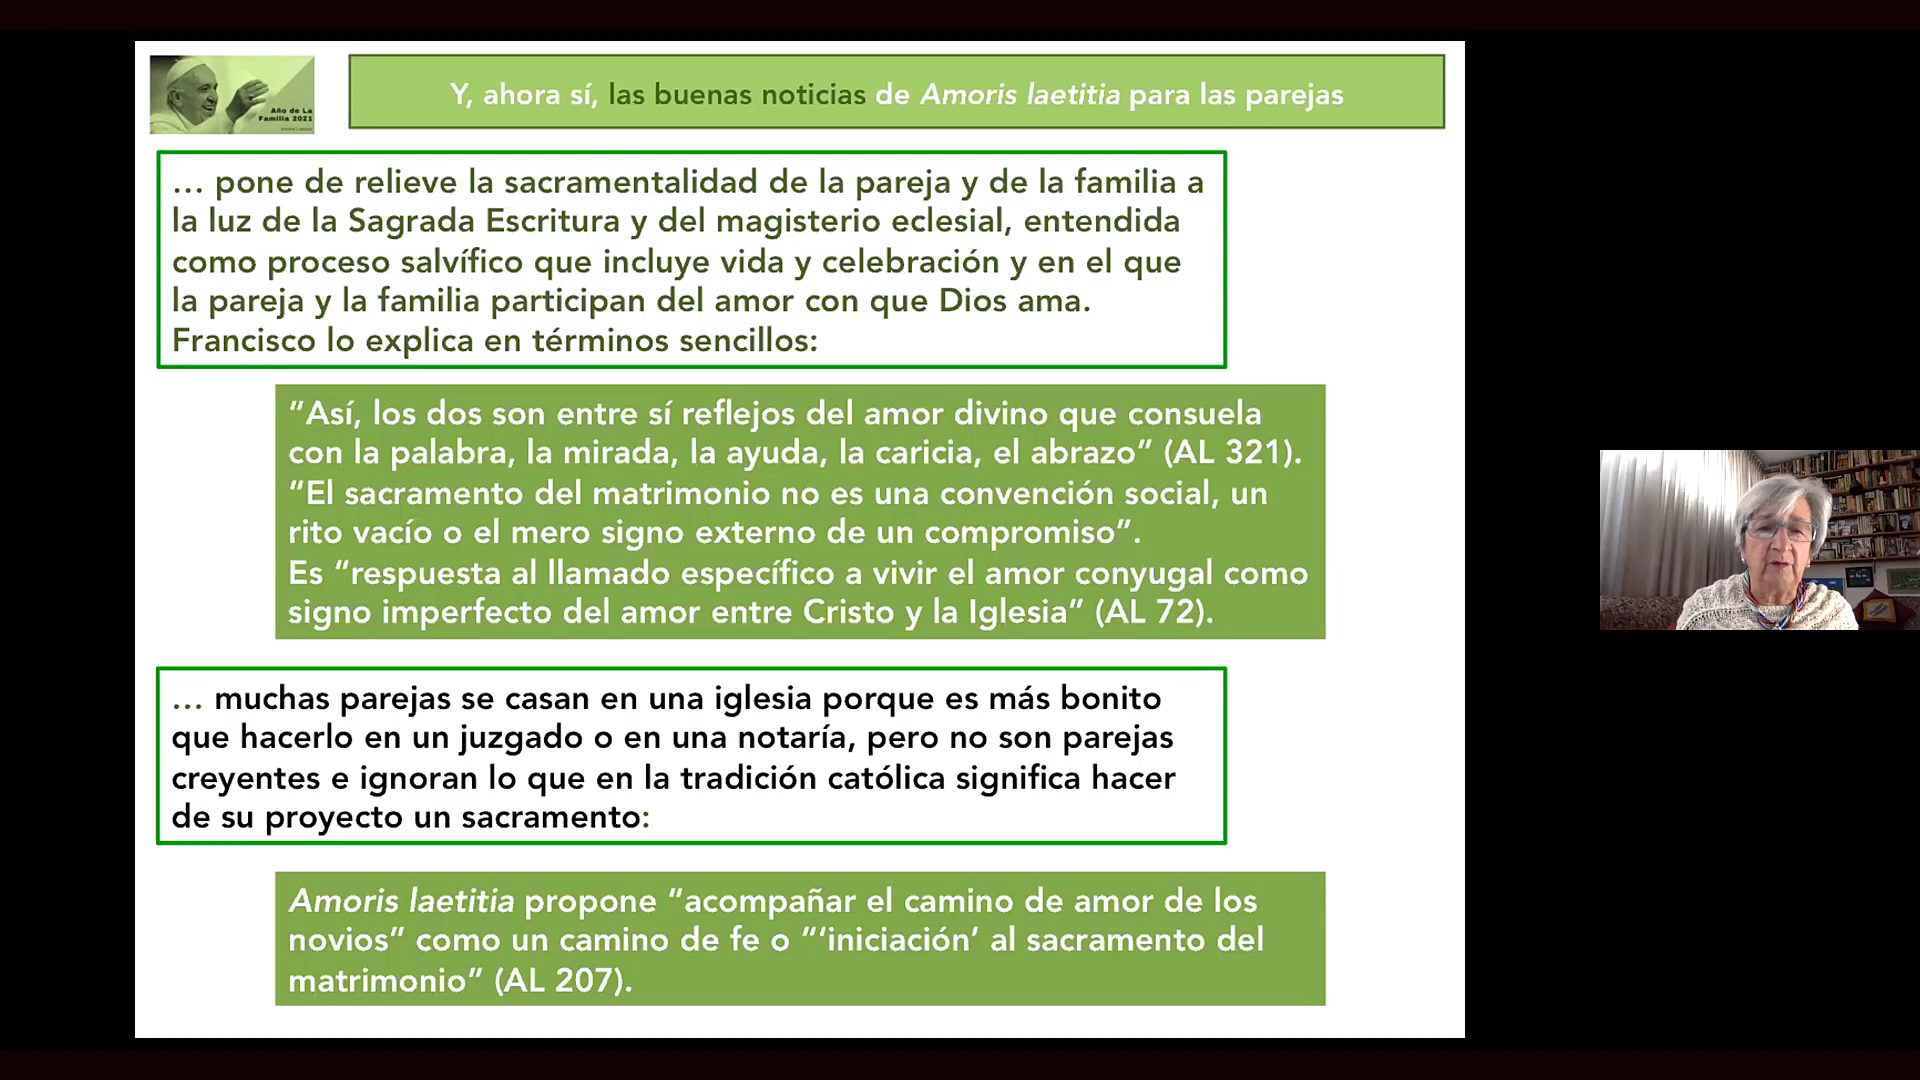 Año de La
Familia 2021
Y, ahora sí, las buenas noticias de Amoris laetitia para las parejas
… pone de relieve la sacramentalidad de la pareja y de la familia a
la luz de la Sagrada Escritura y del magisterio eclesial, entendida
como proceso salvífico que incluye vida y celebración y en el que
la pareja y la familia participan del amor con que Dios ama.
Francisco lo explica en términos sencillos:
“Así, los dos son entre sí reflejos del amor divino que consuela
con la palabra, la mirada, la ayuda, la caricia, el abrazo” (AL 321).
“El sacramento del matrimonio no es una convención social, un
rito vacío o el mero signo externo de un compromiso”.
Es “respuesta al llamado específico a vivir el amor conyugal como
signo imperfecto del amor entre Cristo y la Iglesia” (AL 72).
… muchas parejas se casan en una iglesia porque es más bonito
que hacerlo en un juzgado o en una notaría, pero no son parejas
creyentes e ignoran lo que en la tradición católica significa hacer
de su proyecto un sacramento:
Amoris laetitia propone “acompañar el camino de amor de los
novios” como un camino de fe o “‘iniciación’ al sacramento del
matrimonio” (AL 207).